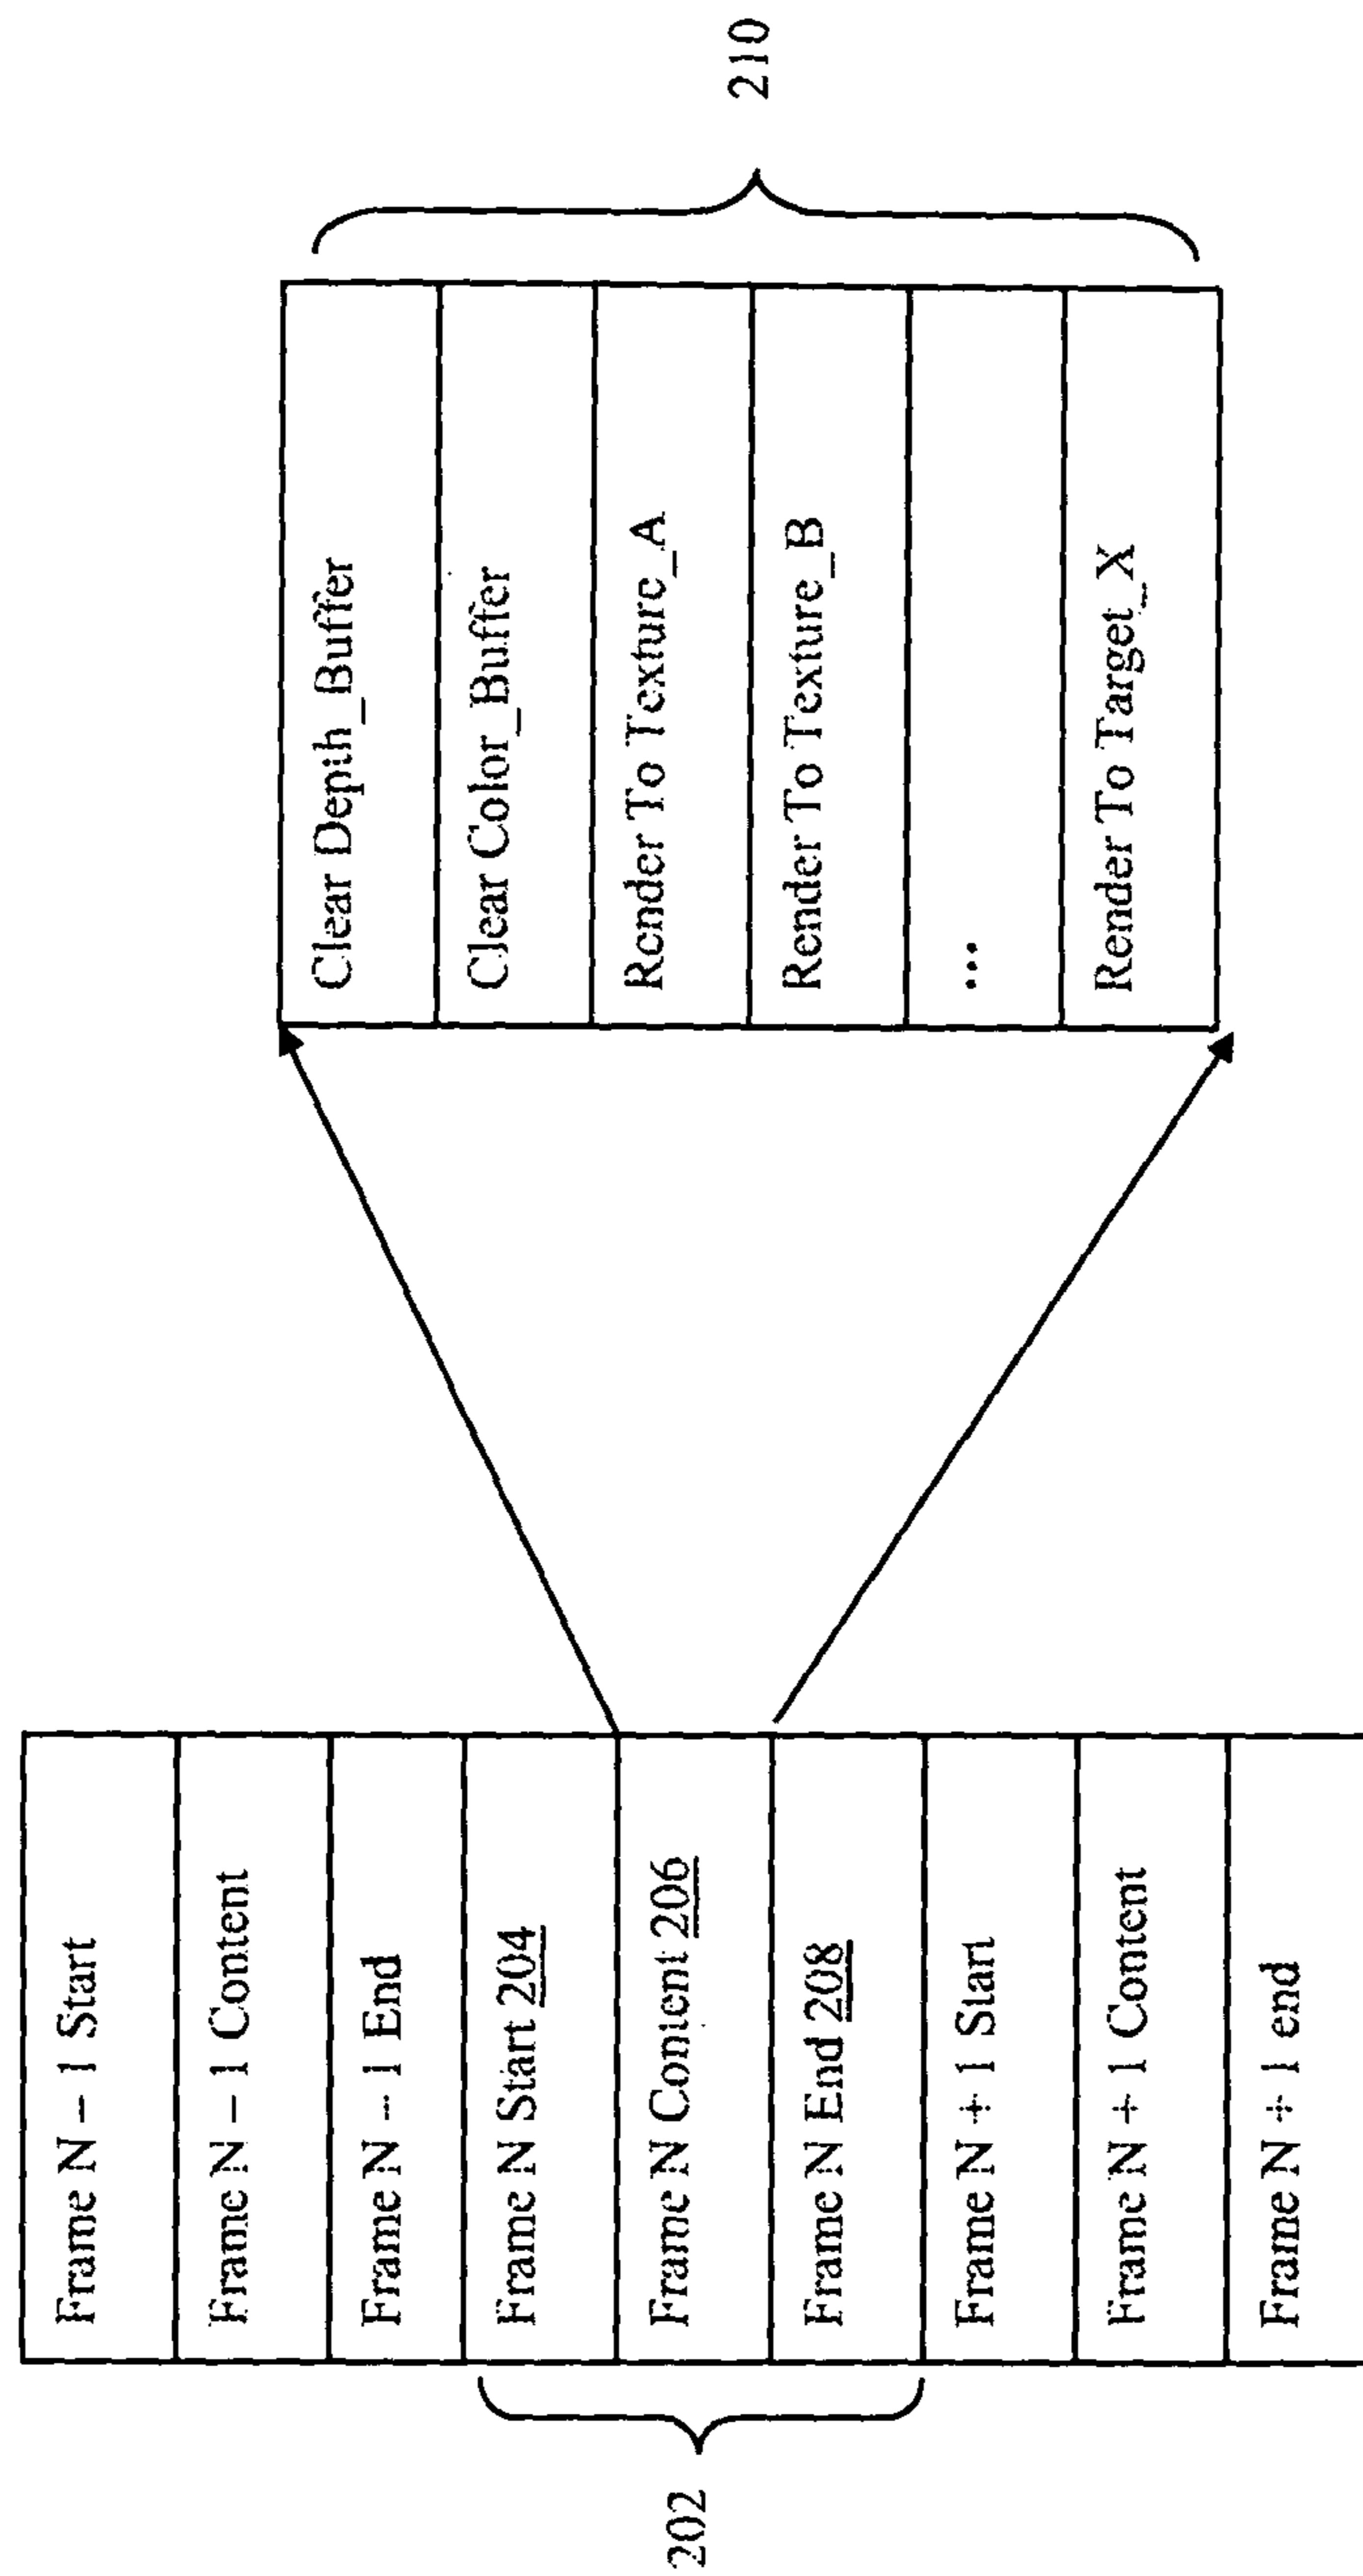 Frame N – 1 Start
Frame N – 1 Content
Frame N – 1 End
Frame N Start 204
Frame N Content 206
Frame N End 208
Frame N + 1 Start
Frame N + 1 Content
Frame N + 1 end
202
Clear Depth_Buffer
Clear Color_Buffer
Render To Texture_A
Render To Texture_B
...
Render To Target_X
210